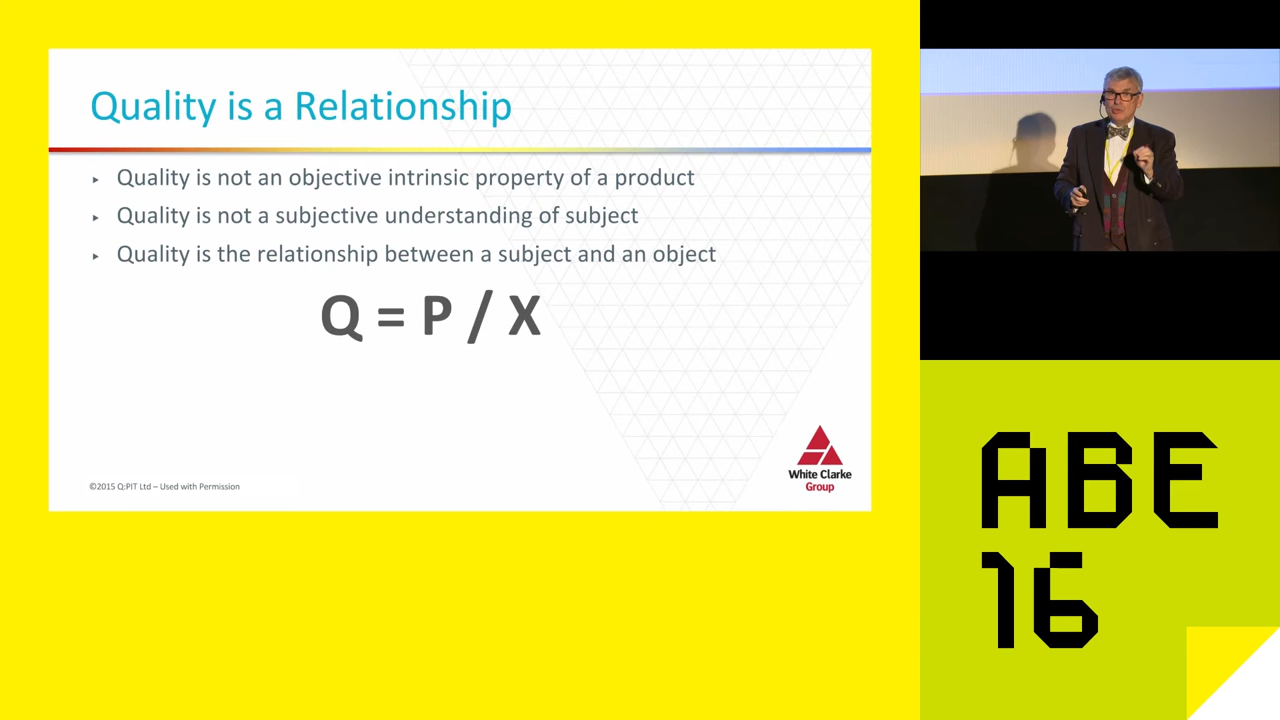 Quality is a Relationship
▸ Quality is not an objective intrinsic property of a product
▸ Quality is not a subjective understanding of subject
▸ Quality is the relationship between a subject and an object
Q = P / X
White Clarke
Group
©2015 Q:PIT Ltd – Used with Permission
ABE
16